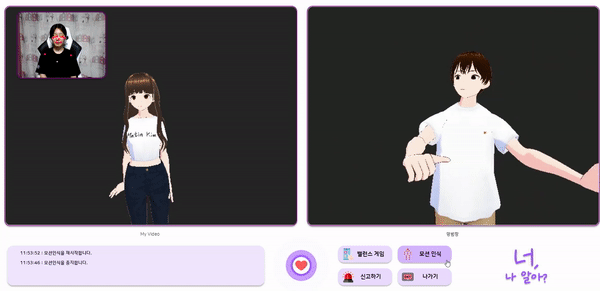 Matin Kim
My Video
정범정
11:53:52 : 모션인식을 재시작합니다.
11:53:46 : 모션인식을 중지합니다.
밸런스 게임
모션 인식
신고하기
나가기
너,
나 알아?